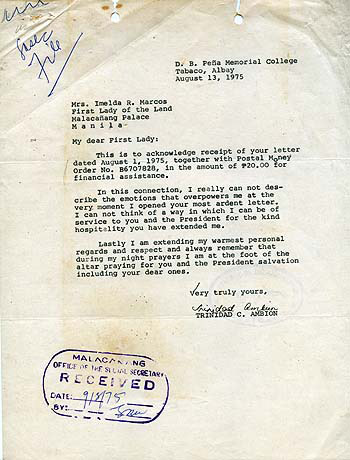 File
D. B. Peña Memorial College
Tabaco, Albay
August 13, 1975
Mrs. Imelda R. Marcos
First Lady of the Land
Malacañang Palace
M a n i l a
My dear First Lady:
This is to acknowledge receipt of your letter
dated August 1, 1975, together with Postal Money
Order No. B6707828, in the amount of ₱20.00 for
financial assistance.
In this connection, I really can not des-
cribe the emotions that overpowers me at the
very moment I opened your most ardent letter,
I can not think of a way in which I can be of
service to you and the President for the kind
hospitality you have extended me.
Lastly I am extending my warmest personal
regards and respect and always remember that
during my night prayers I am at the foot of the
altar praying for you and the President salvation
including your dear ones.
Very truly yours,
Trinidad Ambion
TRINIDAD C. AMBION
MALACAÑANG
OFFICE OF THE SOCIAL SECRETARY
RECEIVED
DATE:
BY: